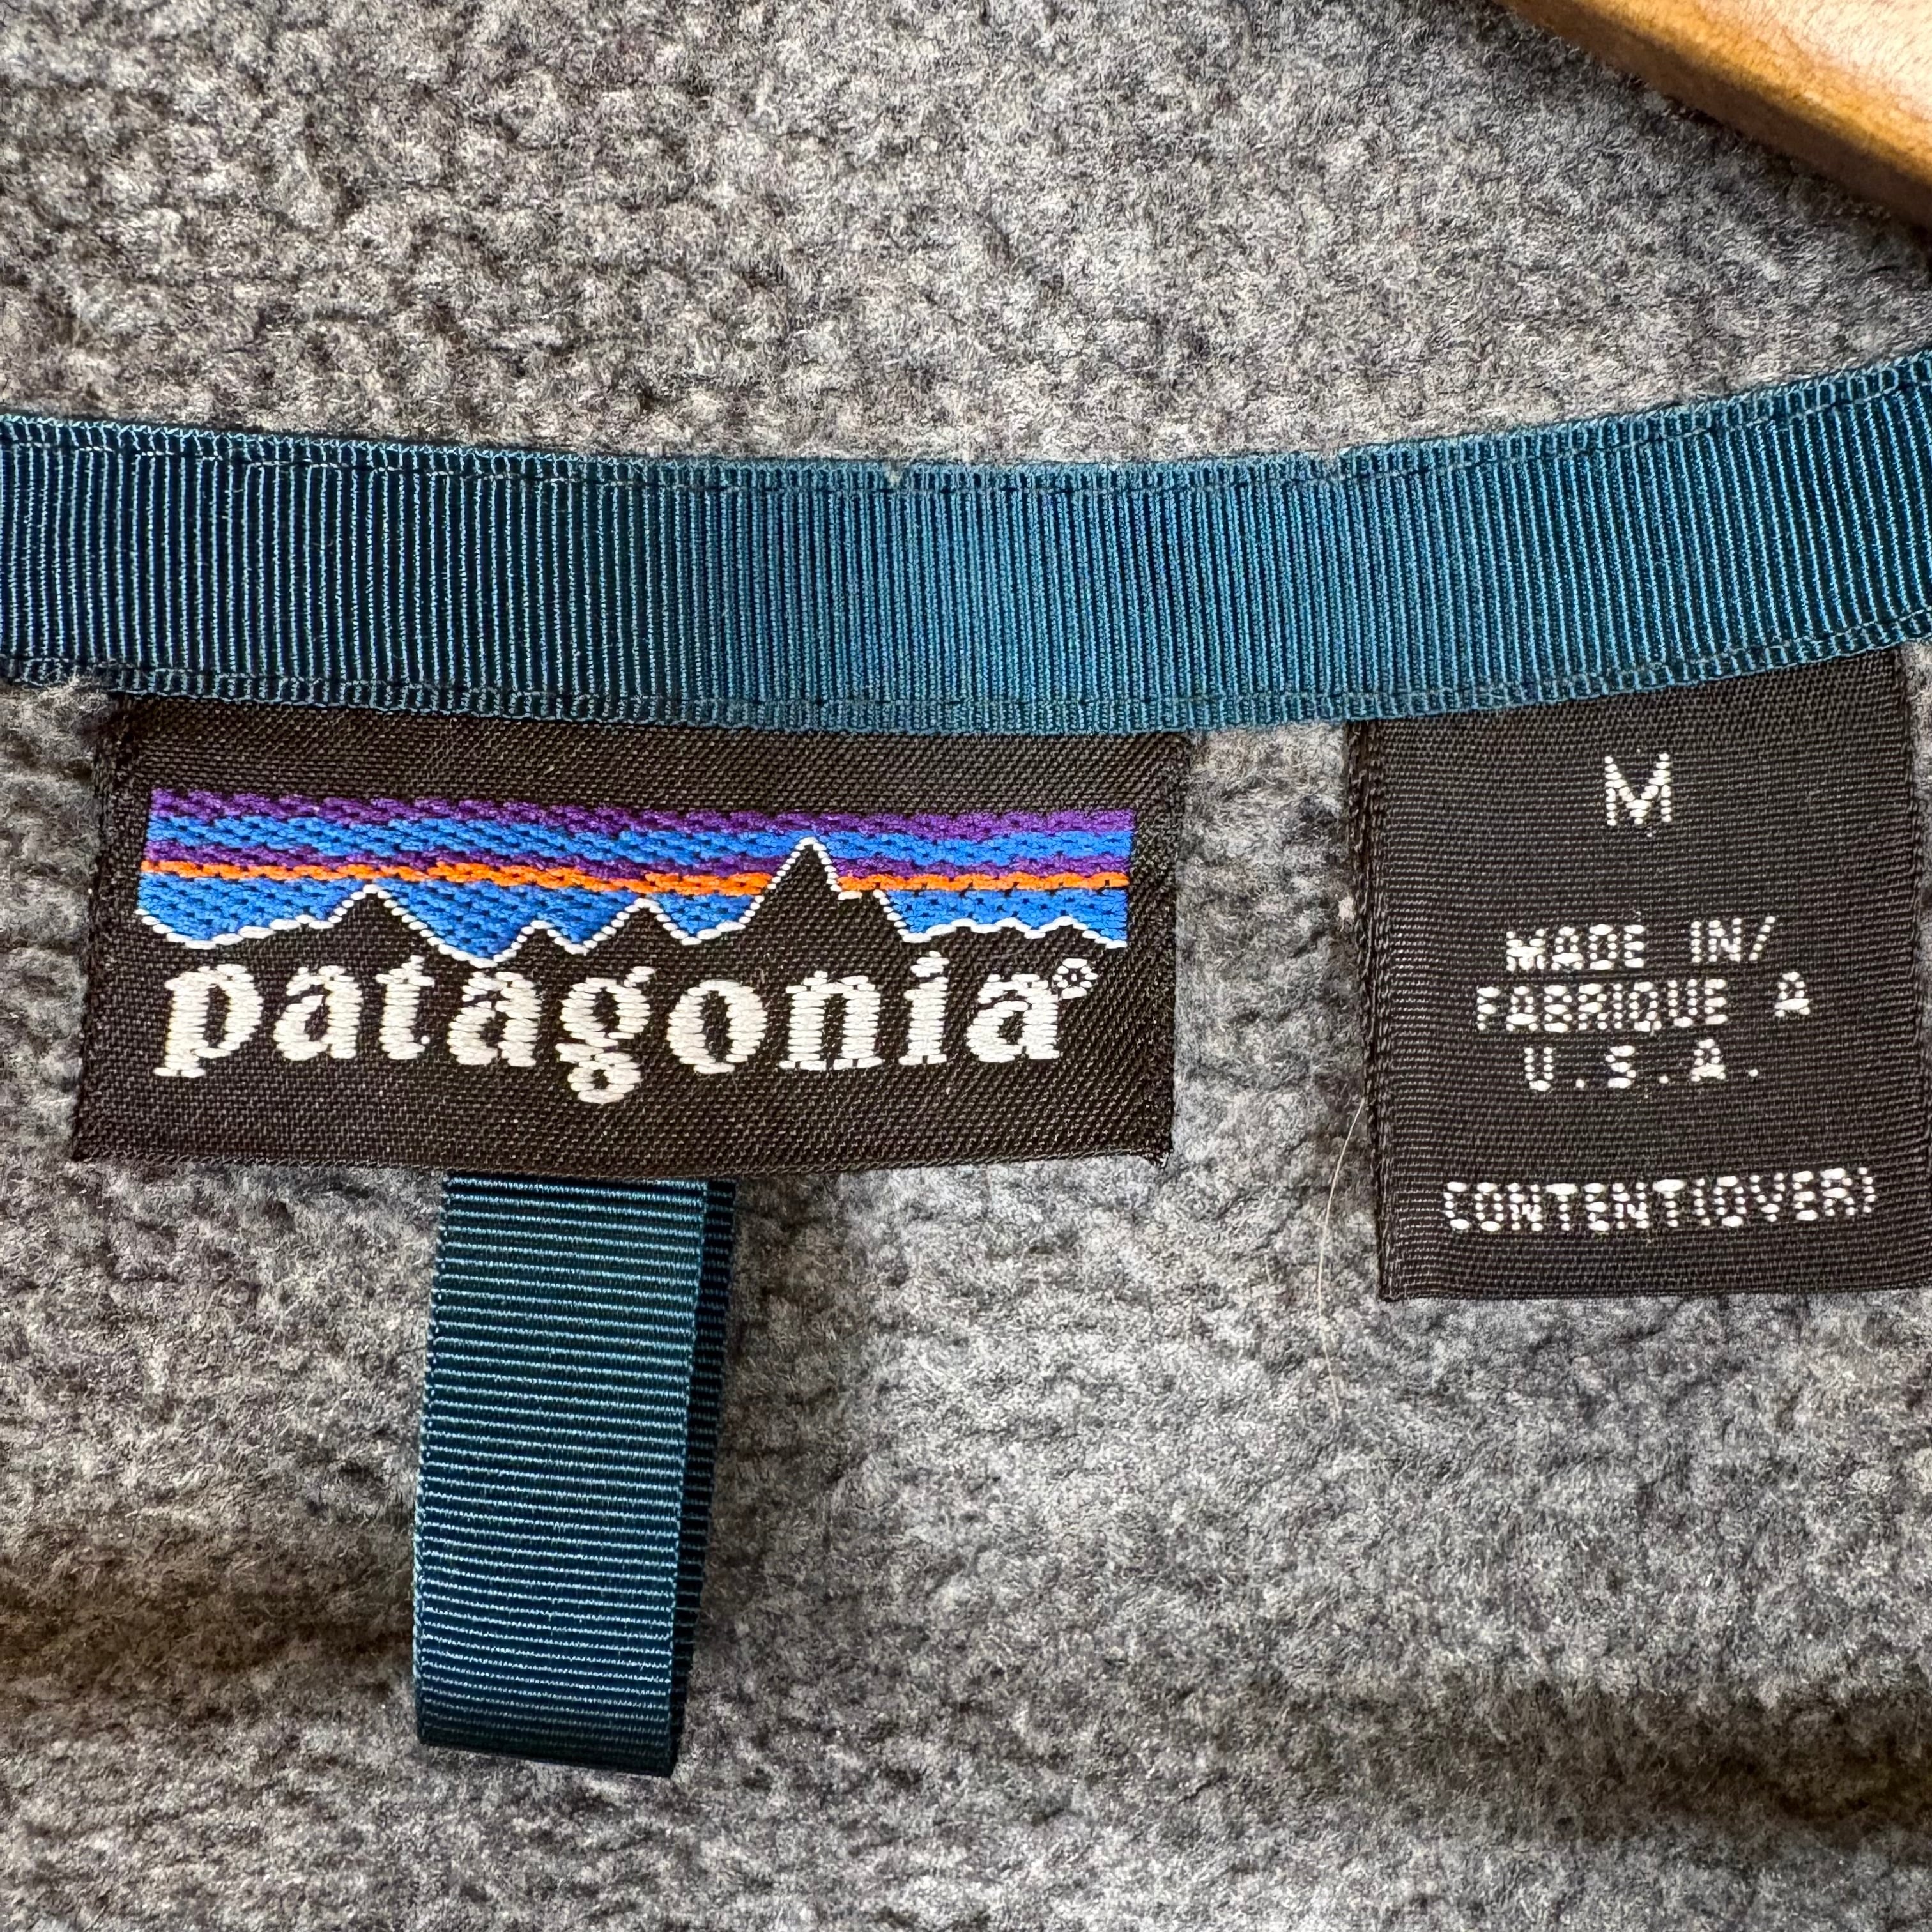 patagonia®
M
MADE IN/
FABRIQUE A
U.S.A.
CONTENT(OVER)